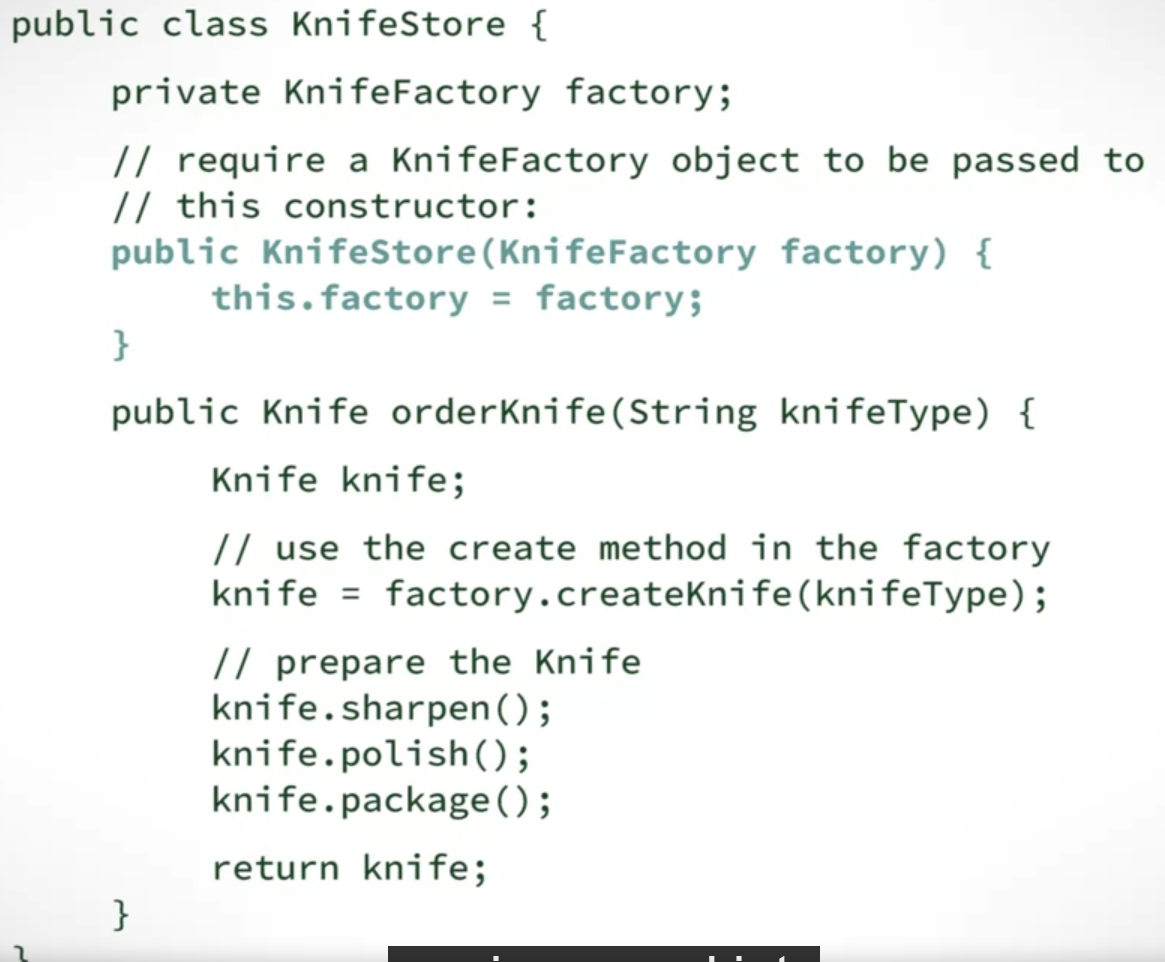 public class KnifeStore {
private KnifeFactory factory;
// require a KnifeFactory object to be passed to
// this constructor:
public KnifeStore(KnifeFactory factory) {
this.factory = factory;
}
public Knife orderKnife(String knifeType) {
Knife knife;
// use the create method in the factory
knife = factory.createKnife(knifeType);
// prepare the Knife
knife.sharpen();
knife.polish();
knife.package();
return knife;
}
}